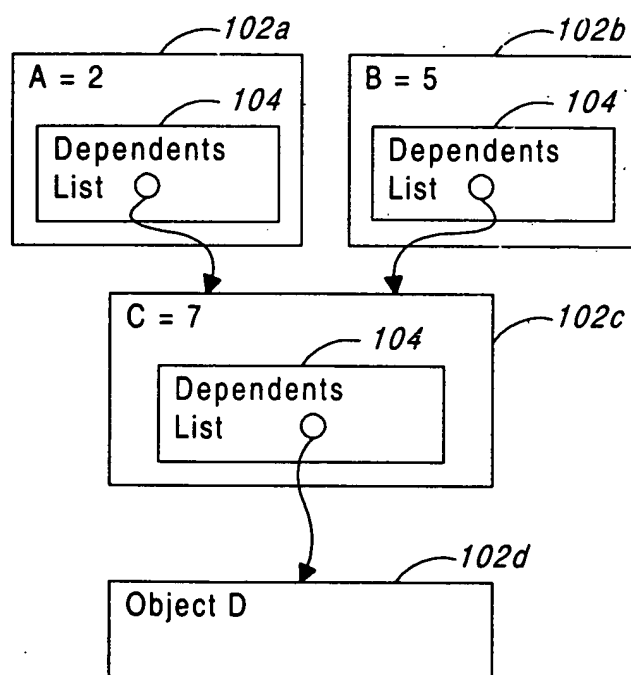 102a
102b
A = 2
B = 5
104
104
Dependents
List
Dependents
List
C = 7
102c
104
Dependents
List
102d
Object D